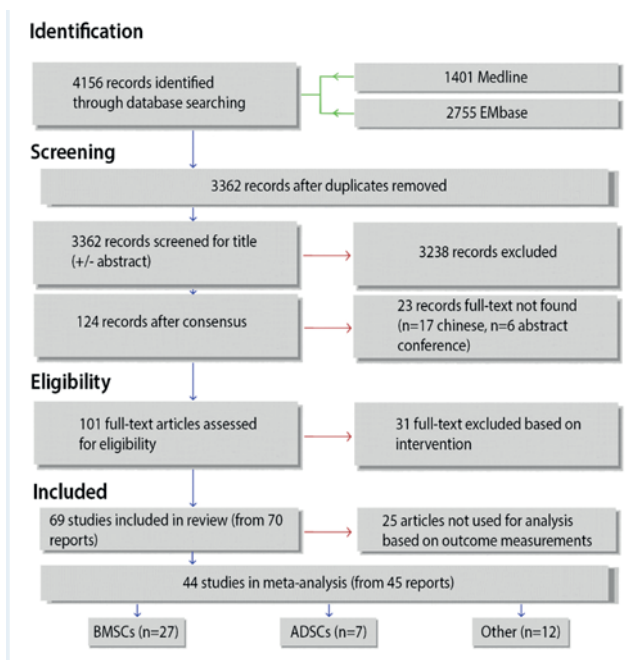 Identification
4156 records identified
through database searching
1401 Medline
2755 EMbase
Screening
3362 records after duplicates removed
3362 records screened for title
(+/- abstract)
3238 records excluded
124 records after consensus
23 records full-text not found
(n=17 chinese, n=6 abstract
conference)
Eligibility
101 full-text articles assessed
for eligibility
31 full-text excluded based on
intervention
Included
69 studies included in review (from 70
reports)
25 articles not used for analysis
based on outcome measurements
44 studies in meta-analysis (from 45 reports)
BMSCs (n=27)
ADSCs (n=7)
Other (n=12)